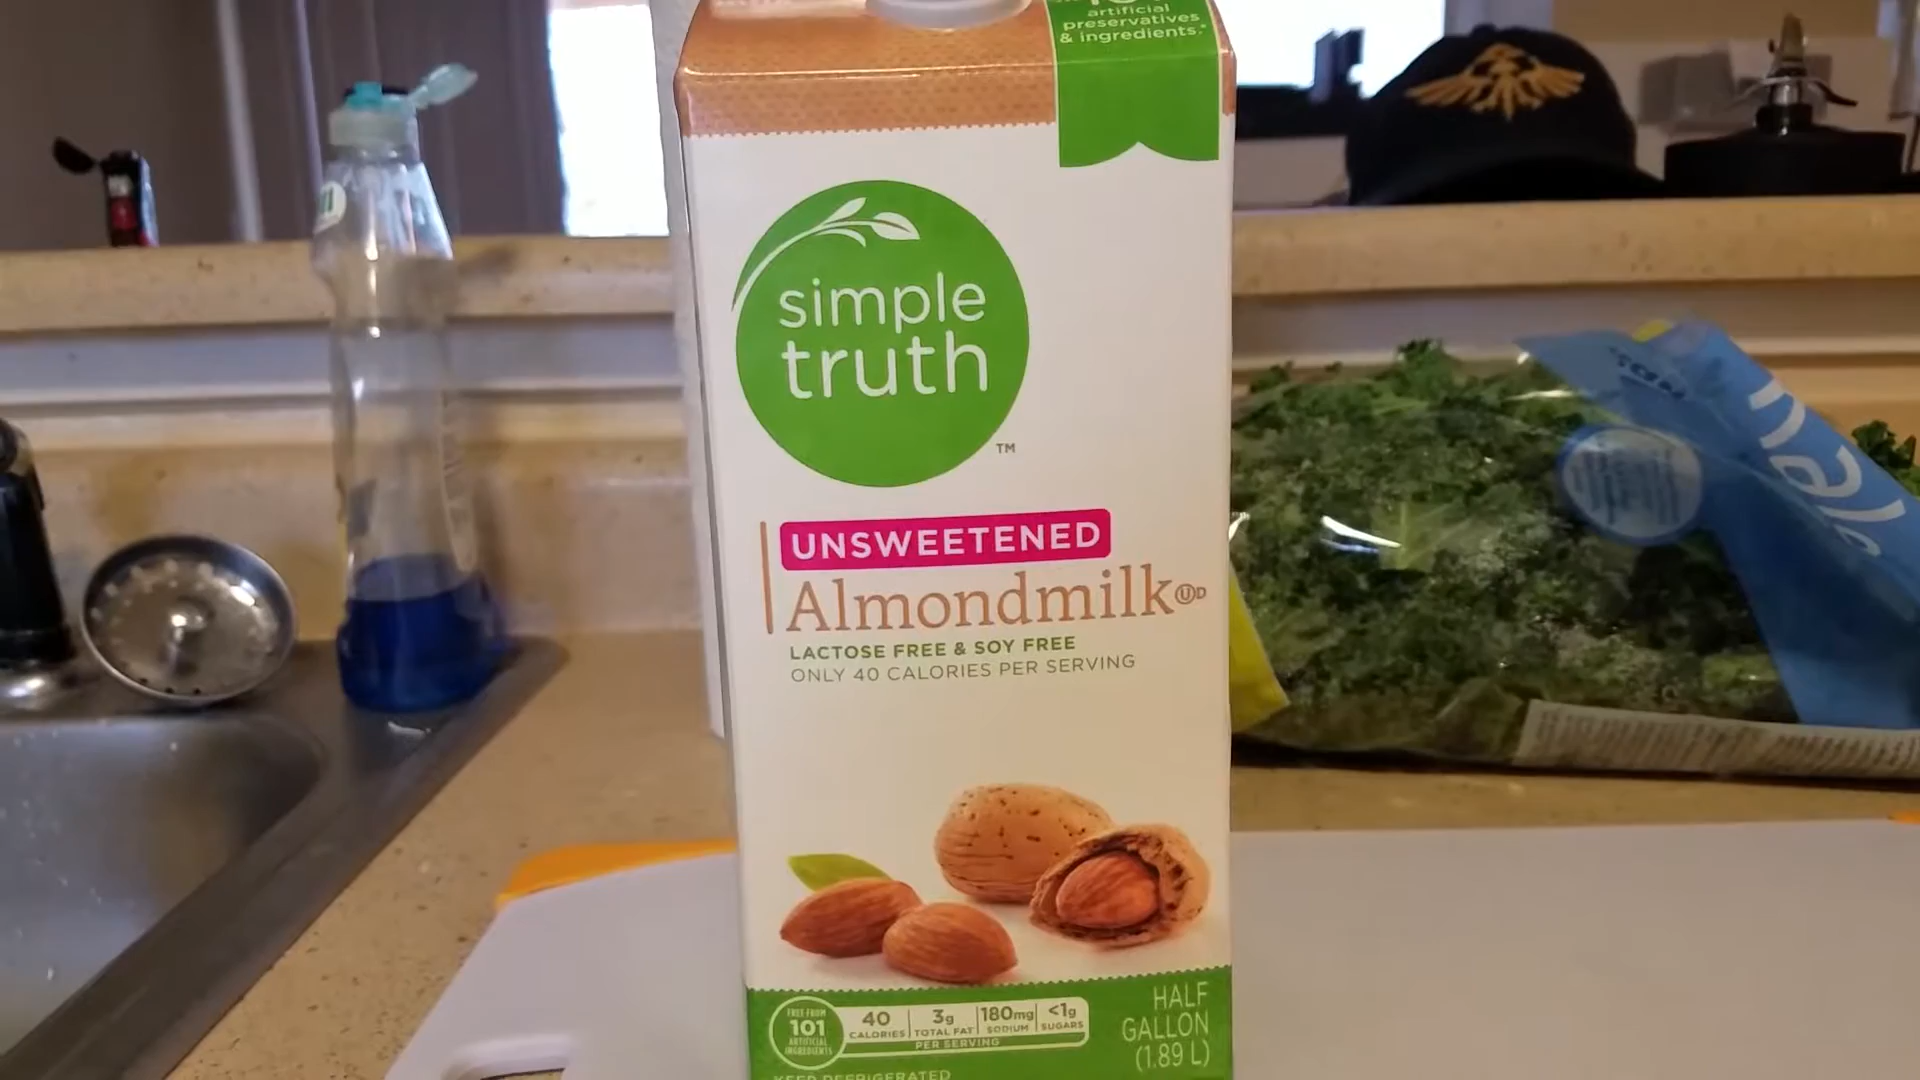 artificial
preservatives
& ingredients.*
simple
truth
TM
UNSWEETENED
Almondmilk
UD
LACTOSE FREE & SOY FREE
ONLY 40 CALORIES PER SERVING
FREE FROM
101
ARTIFICIAL
INGREDIENTS
40
CALORIES
3g
TOTAL FAT
180mg
SODIUM
<1g
SUGARS
PER SERVING
HALF
GALLON
(1.89 L)
KEEP REFRIGERATED